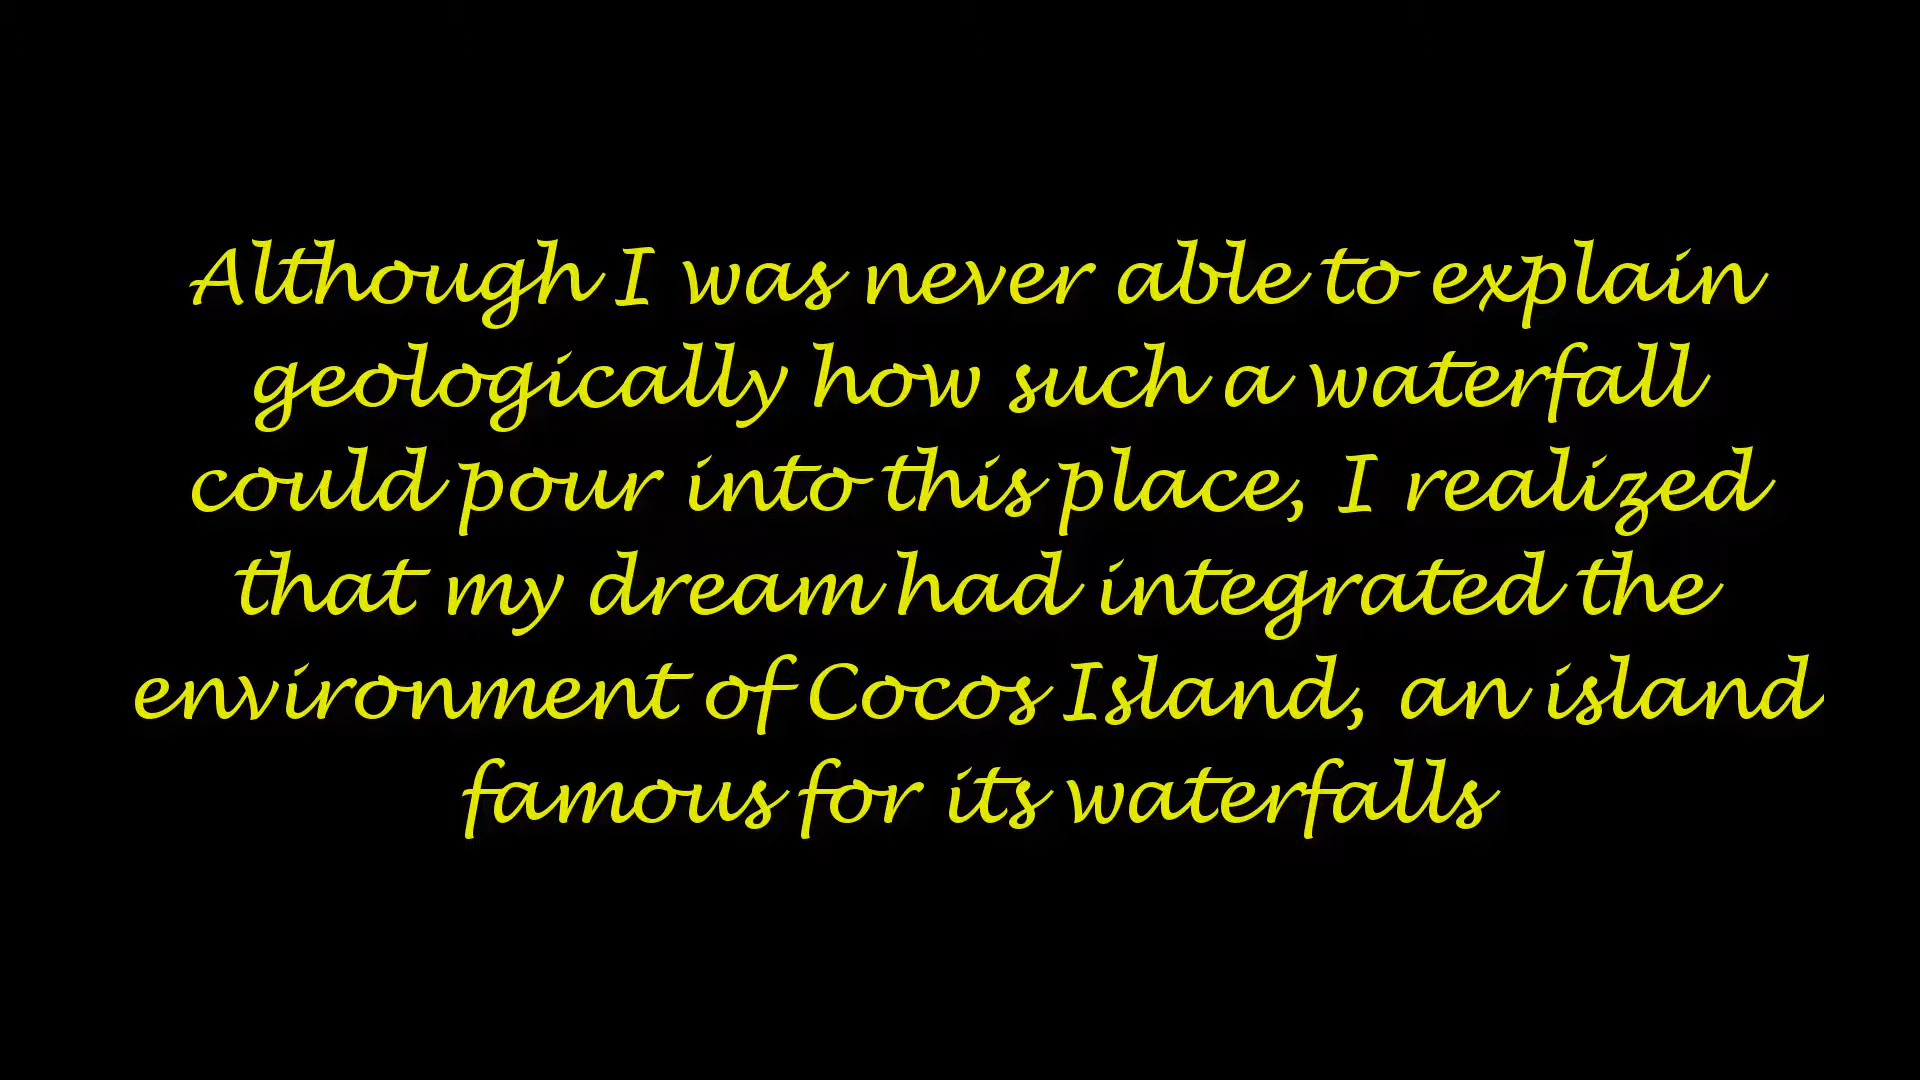 Although I was never able to explain
geologically how such a waterfall
could pour into this place, I realized
that my dream had integrated the
environment of Cocos Island, an island
famous for its waterfalls